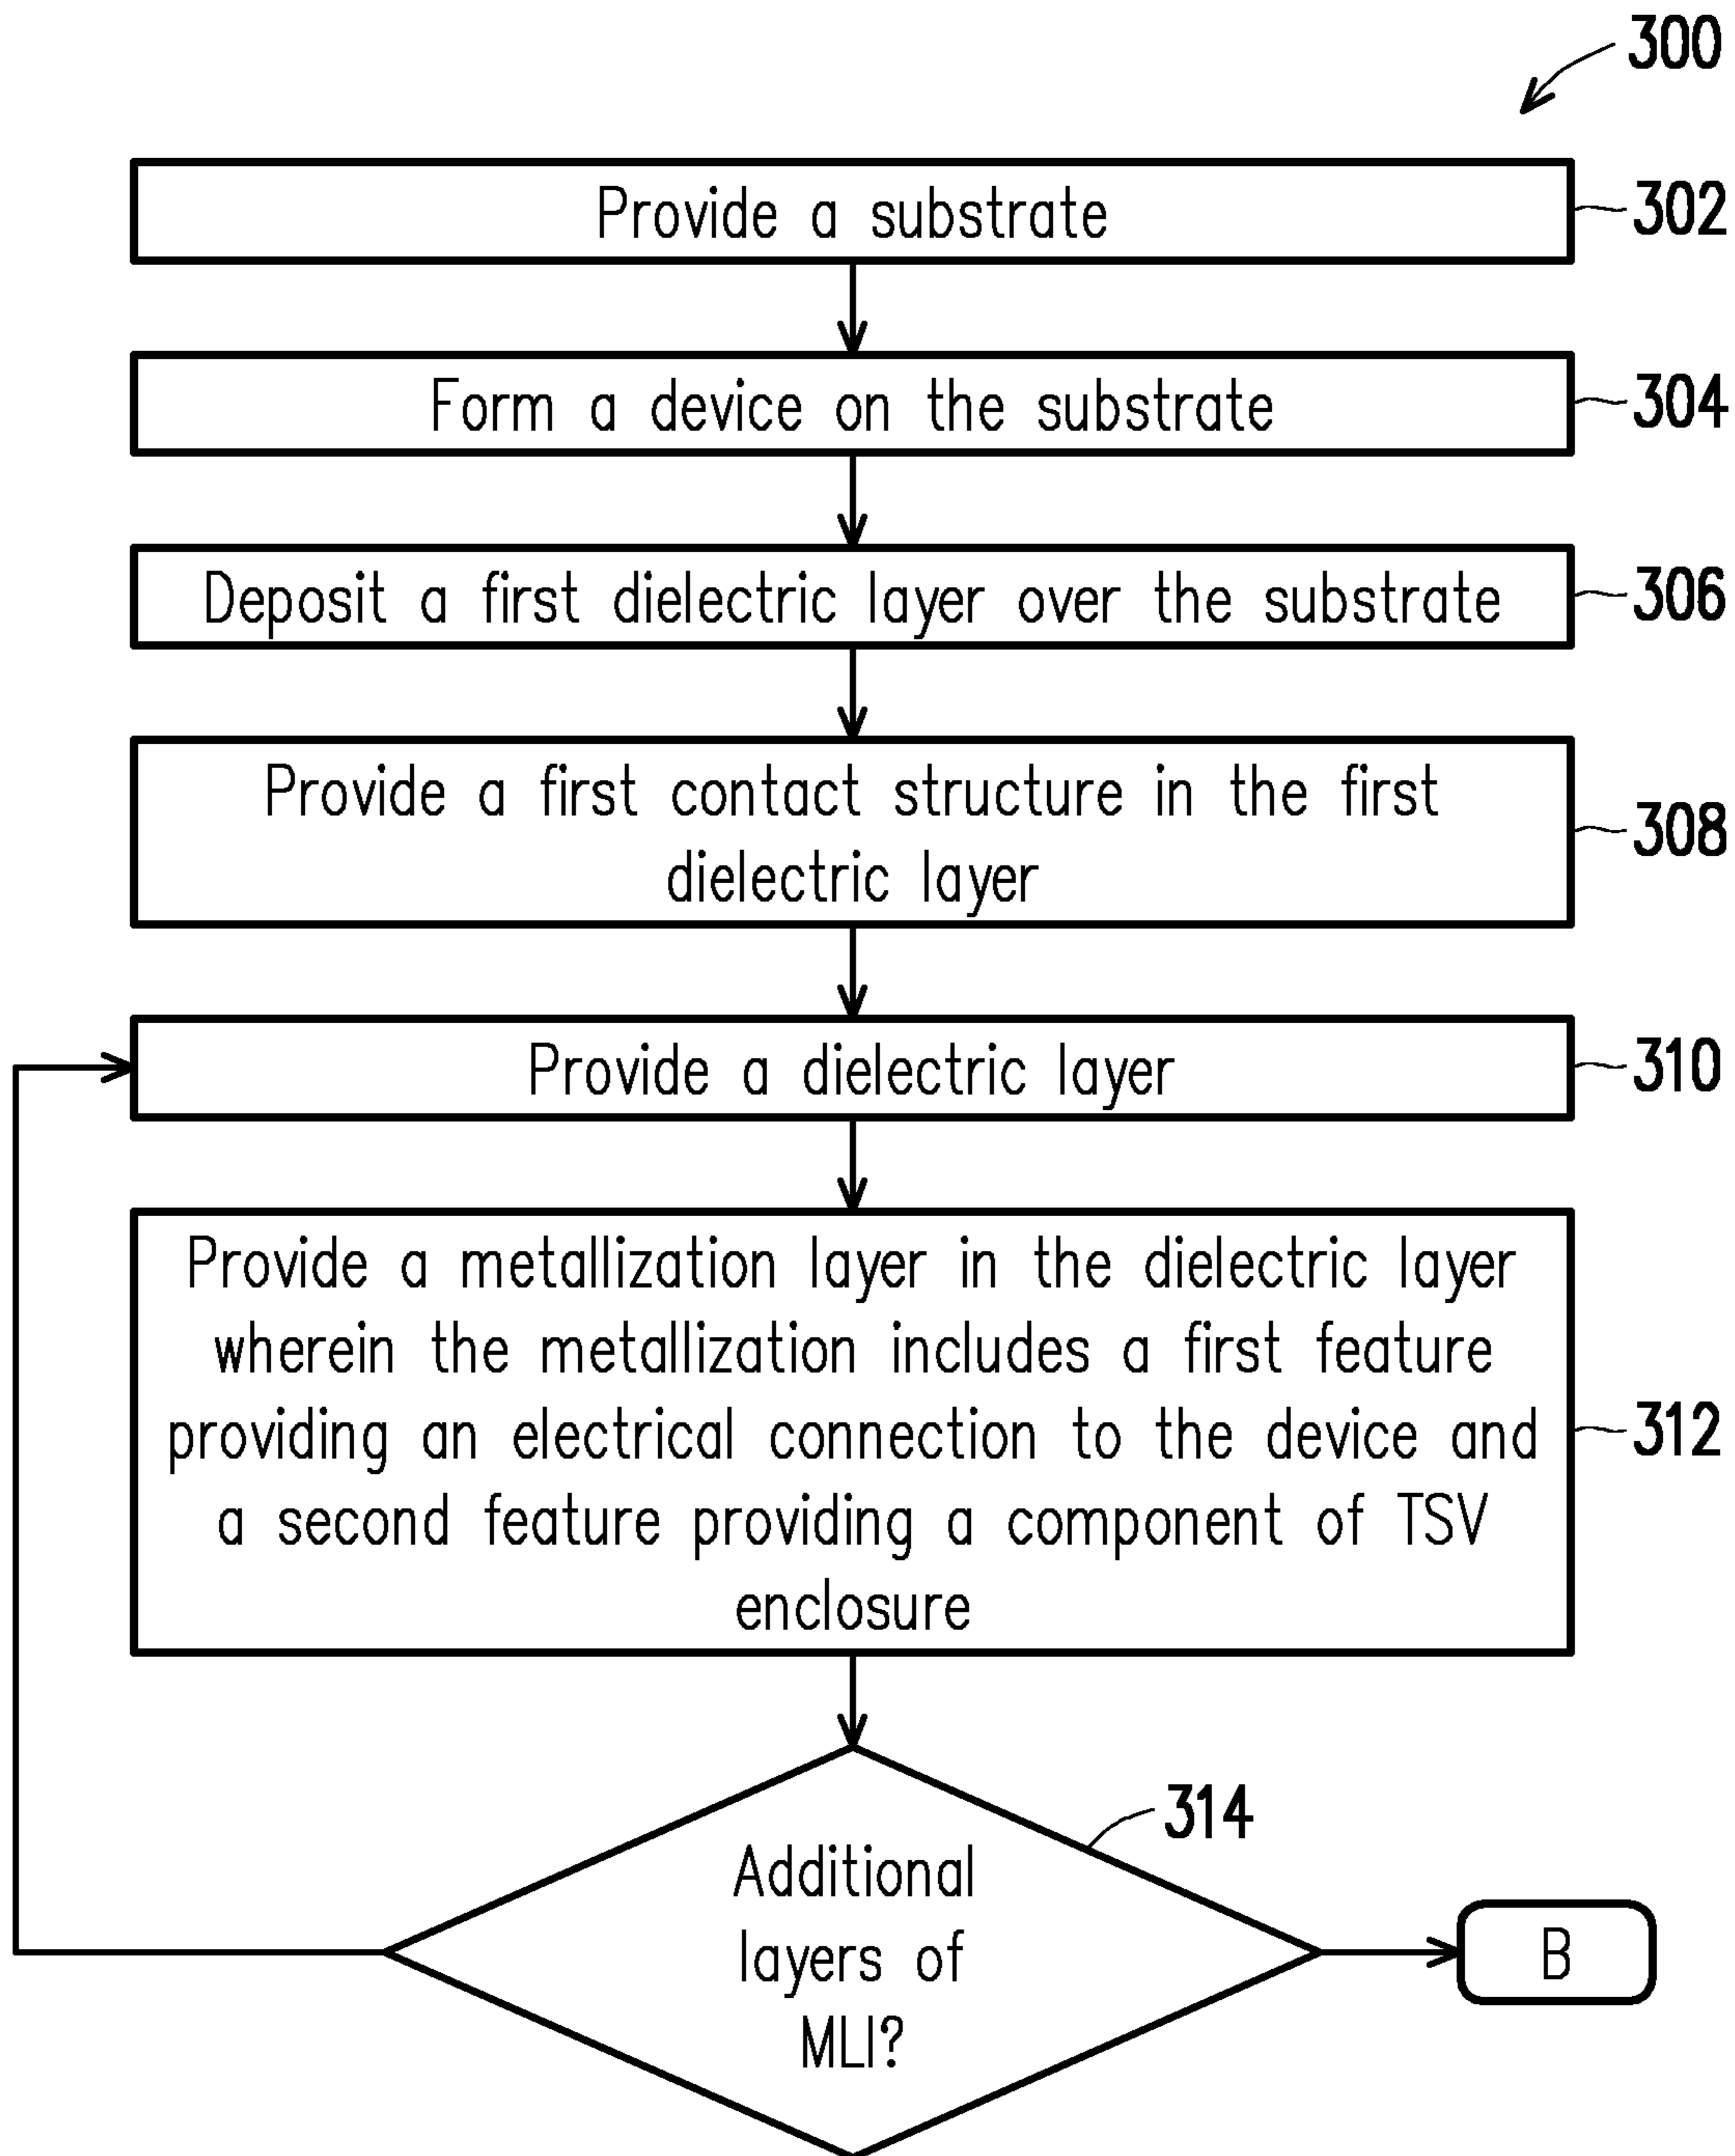 300
Provide a substrate
302
Form a device on the substrate
304
Deposit a first dielectric layer over the substrate
306
Provide a first contact structure in the first
dielectric layer
308
Provide a dielectric layer
310
Provide a metallization layer in the dielectric layer
wherein the metallization includes a first feature
providing an electrical connection to the device and
a second feature providing a component of TSV
enclosure
312
314
Additional
layers of
MLI?
B